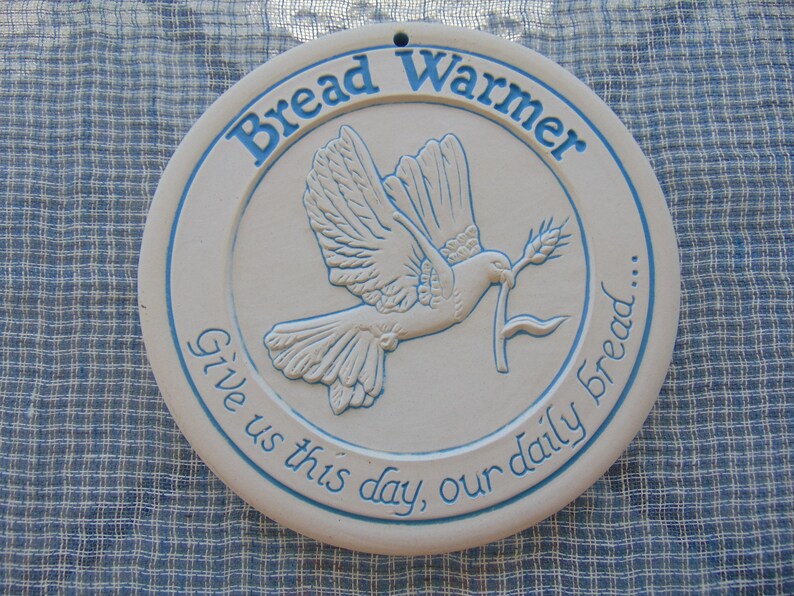 Bread Warmer
Give us this day, our daily bread...